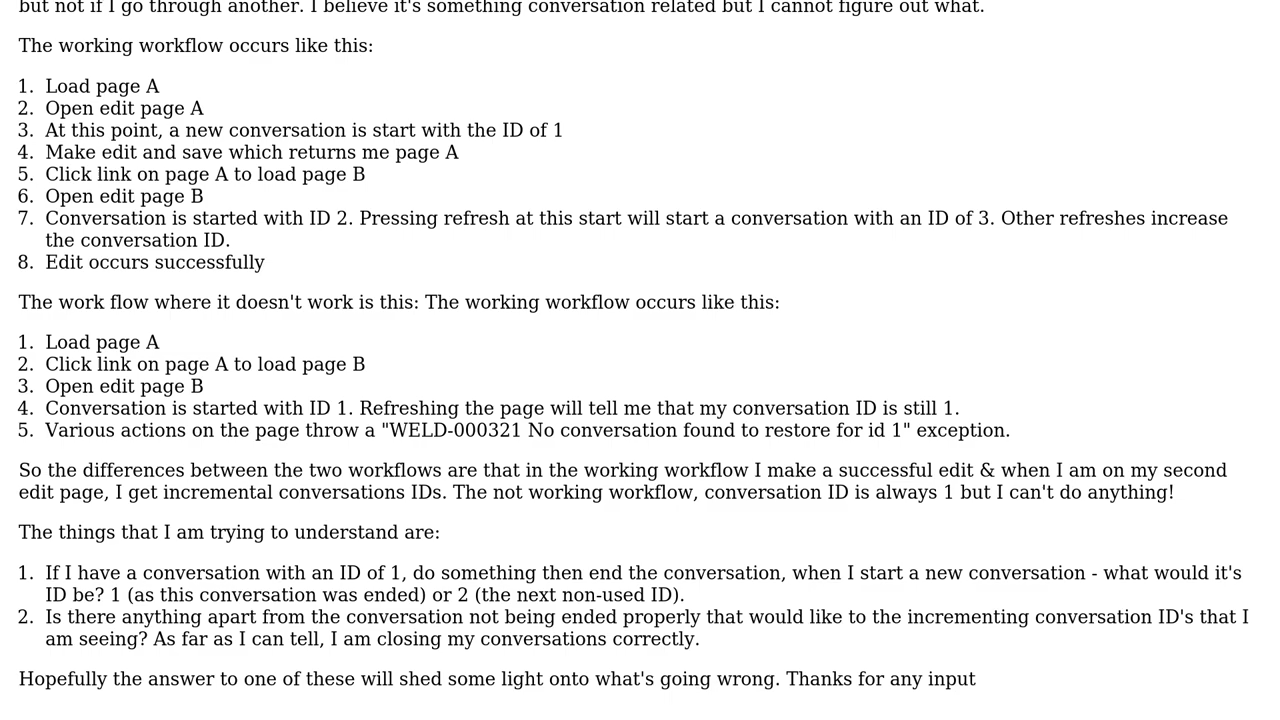 but not if I go through another. I believe it's something conversation related but I cannot figure out what.
The working workflow occurs like this:
1. Load page A
2. Open edit page A
3. At this point, a new conversation is start with the ID of 1
4. Make edit and save which returns me page A
5. Click link on page A to load page B
6. Open edit page B
7. Conversation is started with ID 2. Pressing refresh at this start will start a conversation with an ID of 3. Other refreshes increase
the conversation ID.
8. Edit occurs successfully
The work flow where it doesn't work is this: The working workflow occurs like this:
1. Load page A
2. Click link on page A to load page B
3. Open edit page B
4. Conversation is started with ID 1. Refreshing the page will tell me that my conversation ID is still 1.
5. Various actions on the page throw a "WELD-000321 No conversation found to restore for id 1" exception.
So the differences between the two workflows are that in the working workflow I make a successful edit & when I am on my second
edit page, I get incremental conversations IDs. The not working workflow, conversation ID is always 1 but I can't do anything!
The things that I am trying to understand are:
1. If I have a conversation with an ID of 1, do something then end the conversation, when I start a new conversation - what would it's
ID be? 1 (as this conversation was ended) or 2 (the next non-used ID).
2. Is there anything apart from the conversation not being ended properly that would like to the incrementing conversation ID's that I
am seeing? As far as I can tell, I am closing my conversations correctly.
Hopefully the answer to one of these will shed some light onto what's going wrong. Thanks for any input